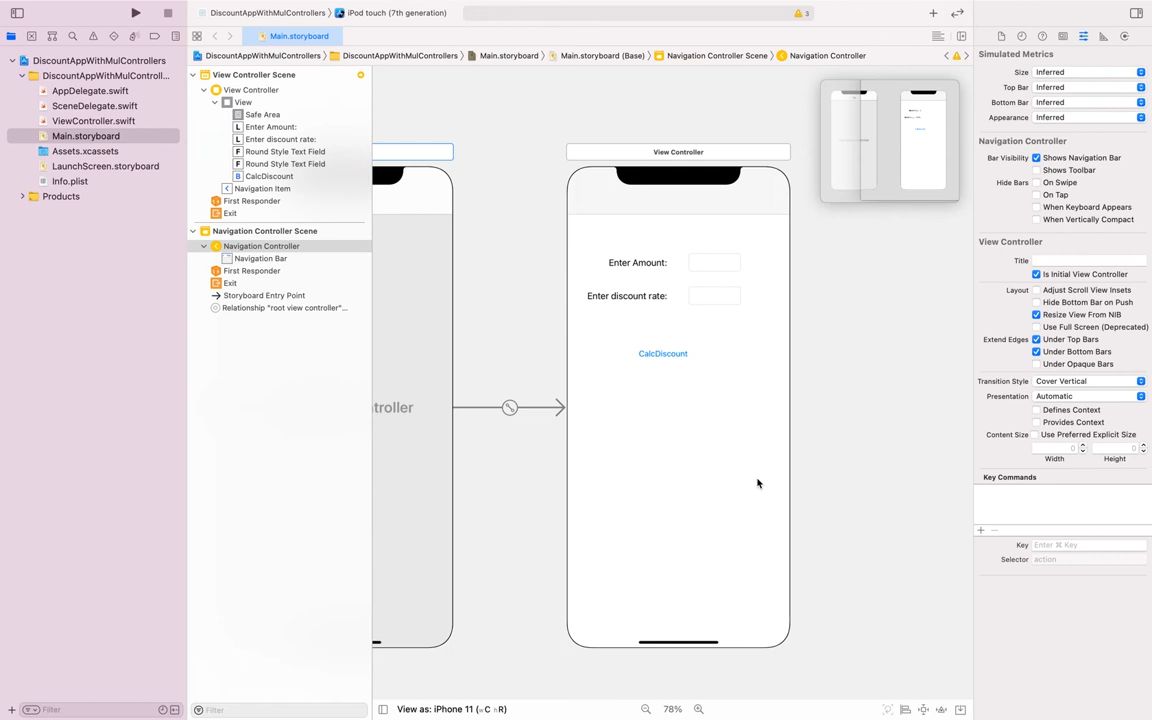 DiscountAppWithMulControllers
iPod touch (7th generation)
3
Main.storyboard
DiscountAppWithMulControllers
DiscountAppWithMulControll...
AppDelegate.swift
SceneDelegate.swift
ViewController.swift
Main.storyboard
Assets.xcassets
LaunchScreen.storyboard
Info.plist
Products
Filter
DiscountAppWithMulControllers
DiscountAppWithMulControllers
Main.storyboard
Main.storyboard (Base)
Navigation Controller Scene
Navigation Controller
View Controller Scene
View Controller
View
Safe Area
L Enter Amount:
L Enter discount rate:
F Round Style Text Field
F Round Style Text Field
B CalcDiscount
Navigation Item
First Responder
Exit
Navigation Controller Scene
Navigation Controller
Navigation Bar
First Responder
Exit
Storyboard Entry Point
Relationship "root view controller"...
Filter
View Controller
Enter Amount:
Enter discount rate:
CalcDiscount
ntroller
View as: iPhone 11 (wC hR)
78%
Simulated Metrics
Size Inferred
Top Bar Inferred
Bottom Bar Inferred
Appearance Inferred
Navigation Controller
Bar Visibility Shows Navigation Bar
Shows Toolbar
Hide Bars On Swipe
On Tap
When Keyboard Appears
When Vertically Compact
View Controller
Title
Is Initial View Controller
Layout Adjust Scroll View Insets
Hide Bottom Bar on Push
Resize View From NIB
Use Full Screen (Deprecated)
Extend Edges Under Top Bars
Under Bottom Bars
Under Opaque Bars
Transition Style Cover Vertical
Presentation Automatic
Defines Context
Provides Context
Content Size Use Preferred Explicit Size
0 0
Width Height
Key Commands
Key Enter ⌘ Key
Selector action